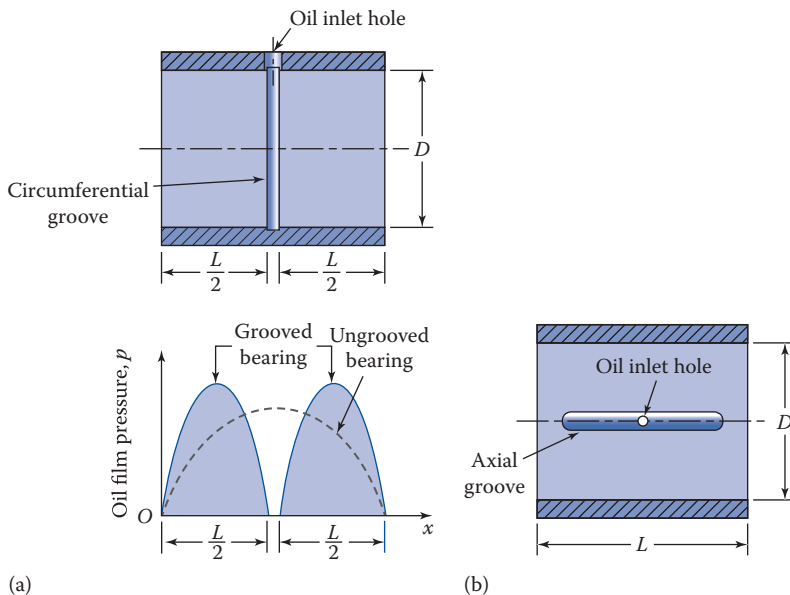 Oil inlet hole
D
Circumferential
groove
L
2
L
2
Grooved
bearing
Ungrooved
bearing
Oil film pressure, p
O
x
L
2
L
2
(a)
Oil inlet hole
D
Axial
groove
L
(b)